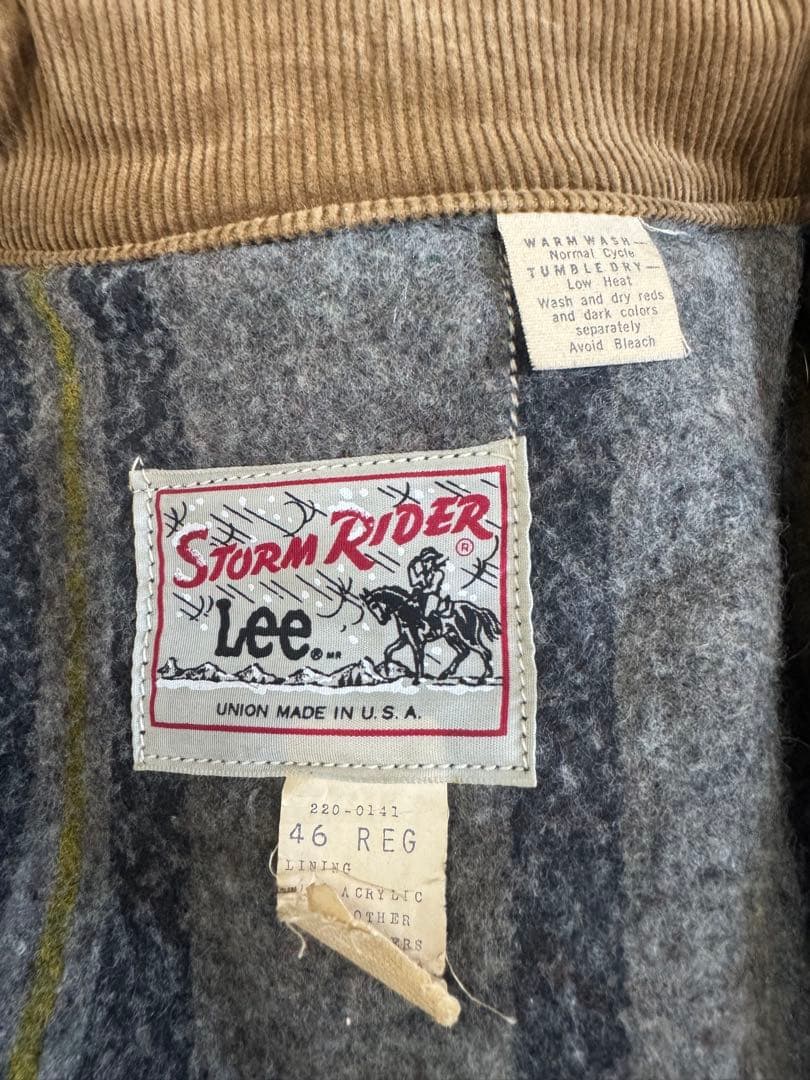 WARM WASH—
Normal Cycle
TUMBLE DRY—
Low Heat
Wash and dry reds
and dark colors
separately
Avoid Bleach
STORM RIDER
®
Lee® MR
UNION MADE IN U.S.A.
220-0141
46 REG
LINING
ACRYLIC
OTHER